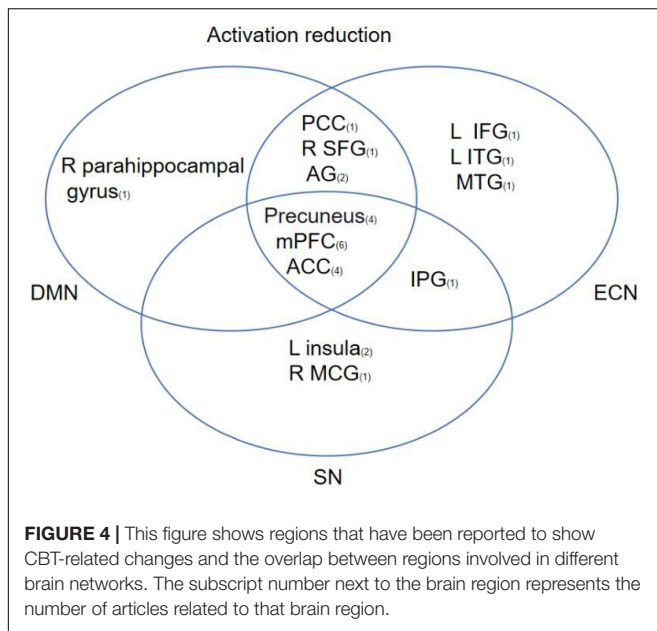 Activation reduction
PCC(1)
R SFG(1)
AG(2)
L IFG(1)
L ITG(1)
MTG(1)
R parahippocampal
gyrus(1)
Precuneus(4)
mPFC(6)
ACC(4)
IPG(1)
DMN
ECN
L insula(2)
R MCG(1)
SN
FIGURE 4 | This figure shows regions that have been reported to show
CBT-related changes and the overlap between regions involved in different
brain networks. The subscript number next to the brain region represents the
number of articles related to that brain region.